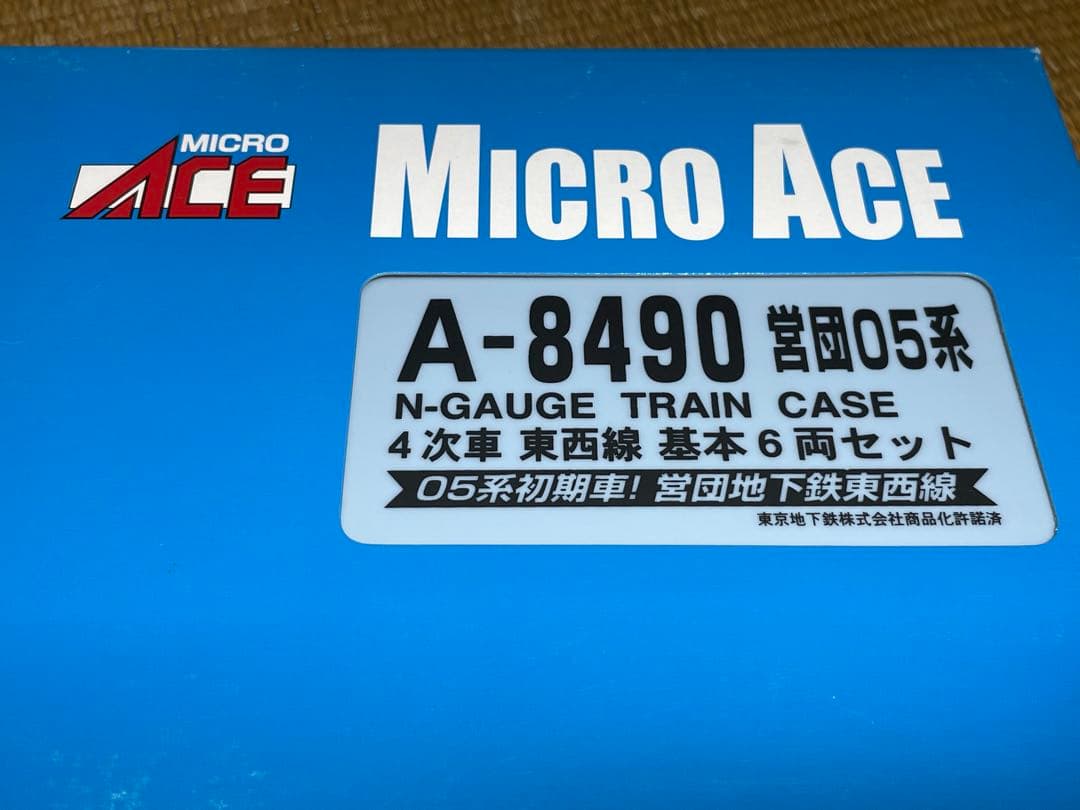 MICRO
ACE
MICRO ACE
A-8490 営団05系
N-GAUGE TRAIN CASE
4次車 東西線 基本6両セット
05系初期車! 営団地下鉄東西線
東京地下鉄株式会社商品化許諾済